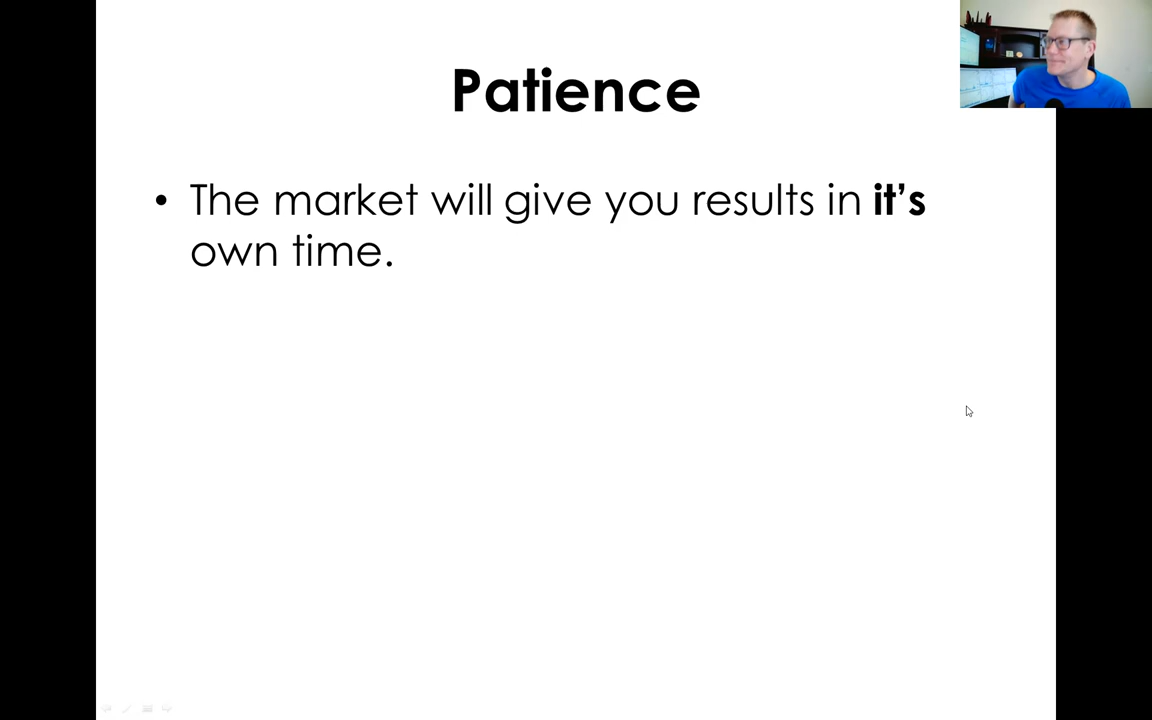 Patience
• The market will give you results in it’s
own time.